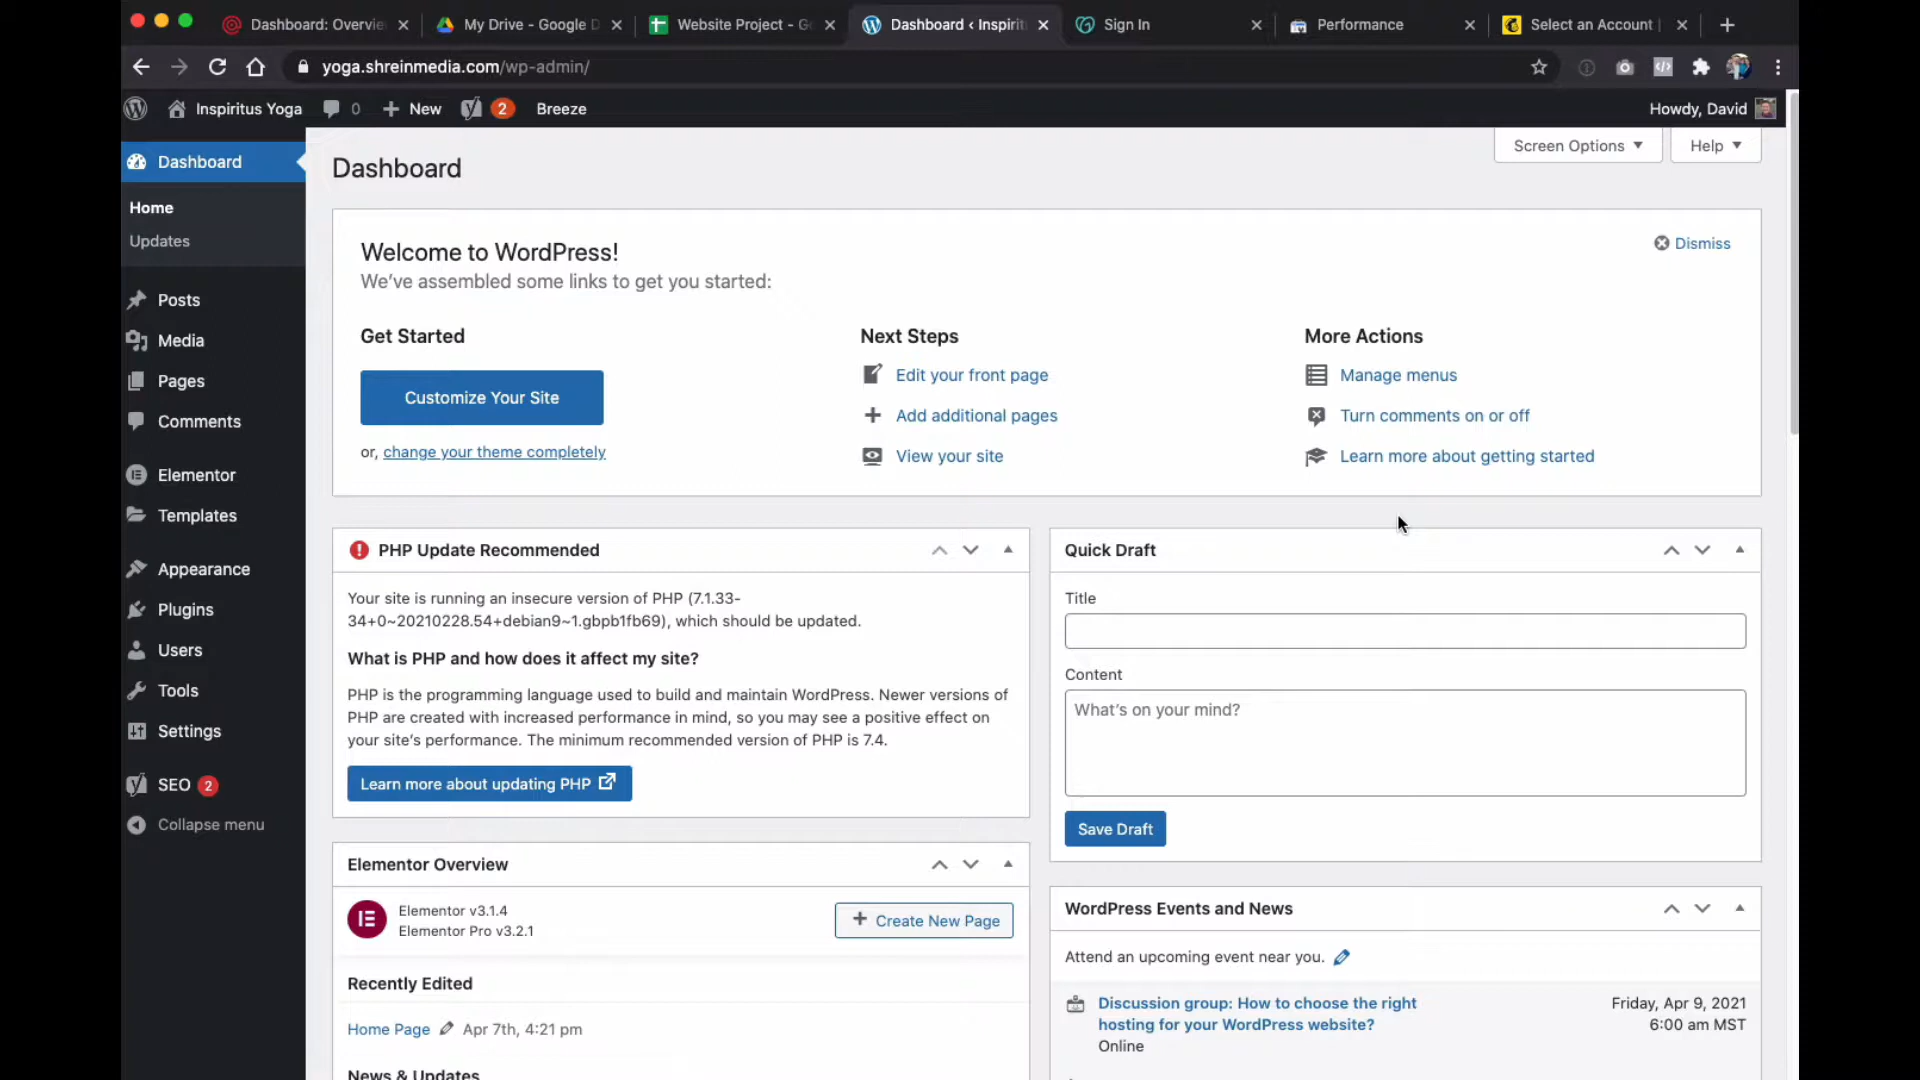 Dashboard: Overvie
My Drive - Google D
Website Project - G
Dashboard ‹ Inspirit
Sign In
Performance
Select an Account
yoga.shreinmedia.com/wp-admin/
Inspiritus Yoga
0
New
2
Breeze
Howdy, David
Dashboard
Home
Updates
Posts
Media
Pages
Comments
Elementor
Templates
Appearance
Plugins
Users
Tools
Settings
SEO 2
Collapse menu
Dashboard
Screen Options
Help
Welcome to WordPress!
We’ve assembled some links to get you started:
Dismiss
Get Started
Customize Your Site
or, change your theme completely
Next Steps
Edit your front page
Add additional pages
View your site
More Actions
Manage menus
Turn comments on or off
Learn more about getting started
PHP Update Recommended
Your site is running an insecure version of PHP (7.1.33-
34+0~20210228.54+debian9~1.gbpb1fb69), which should be updated.
What is PHP and how does it affect my site?
PHP is the programming language used to build and maintain WordPress. Newer versions of
PHP are created with increased performance in mind, so you may see a positive effect on
your site’s performance. The minimum recommended version of PHP is 7.4.
Learn more about updating PHP
Elementor Overview
Elementor v3.1.4
Elementor Pro v3.2.1
Create New Page
Recently Edited
Home Page
Apr 7th, 4:21 pm
News & Updates
Quick Draft
Title
Content
What’s on your mind?
Save Draft
WordPress Events and News
Attend an upcoming event near you.
Discussion group: How to choose the right
hosting for your WordPress website?
Online
Friday, Apr 9, 2021
6:00 am MST